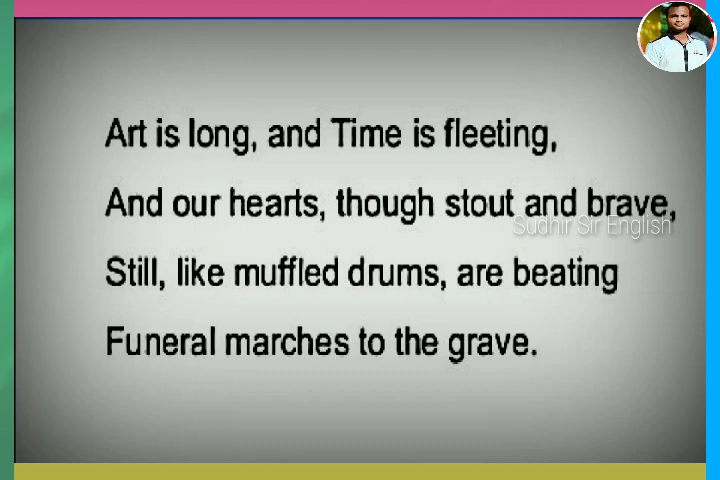 Art is long, and Time is fleeting,
And our hearts, though stout and brave,
Sudhir Sir English
Still, like muffled drums, are beating
Funeral marches to the grave.